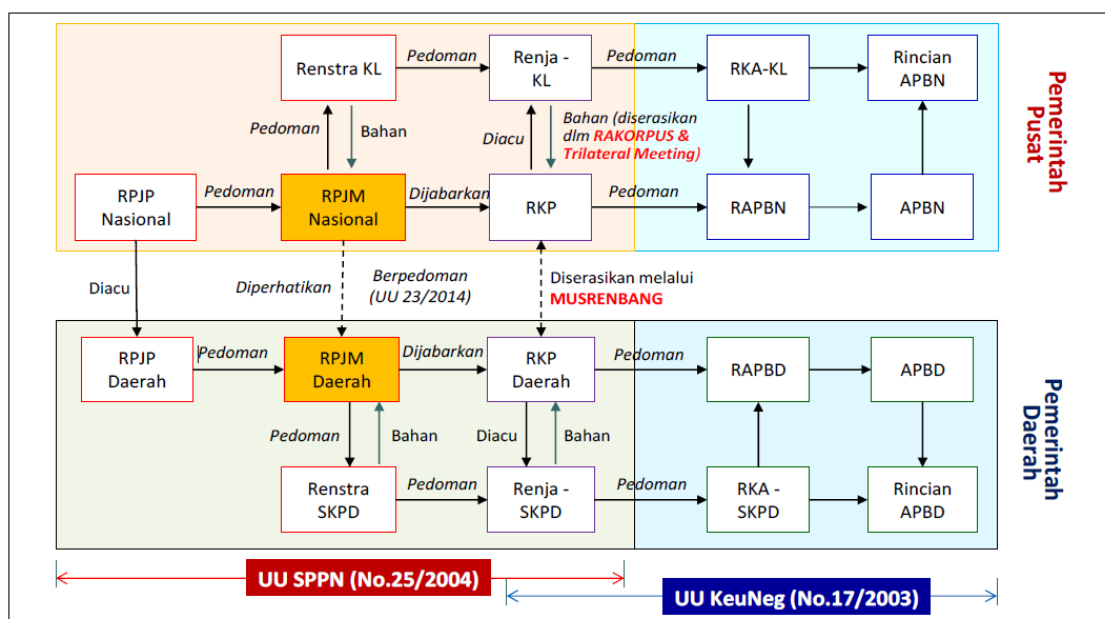 Renstra KL
Pedoman
Renja -
KL
Pedoman
RKA-KL
Rincian
APBN
Pedoman
Bahan
Diacu
Bahan (diserasikan
dlm RAKORPUS &
Trilateral Meeting)
RPJP
Nasional
Pedoman
RPJM
Nasional
Dijabarkan
RKP
Pedoman
RAPBN
APBN
Pemerintah
Pusat
Diacu
Diperhatikan
Berpedoman
(UU 23/2014)
Diserasikan melalui
MUSRENBANG
RPJP
Daerah
Pedoman
RPJM
Daerah
Dijabarkan
RKP
Daerah
Pedoman
RAPBD
APBD
Pedoman
Bahan
Diacu
Bahan
Renstra
SKPD
Pedoman
Renja -
SKPD
Pedoman
RKA -
SKPD
Rincian
APBD
Pemerintah
Daerah
UU SPPN (No.25/2004)
UU KeuNeg (No.17/2003)